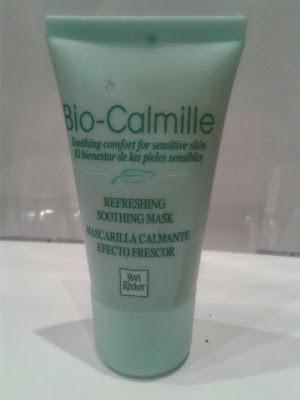 Bio-Calmille
Soothing comfort for sensitive skin
El bienestar de las pieles sensibles
REFRESHING
SOOTHING MASK
MASCARILLA CALMANTE
EFECTO FRESCOR
Yves
Rocher